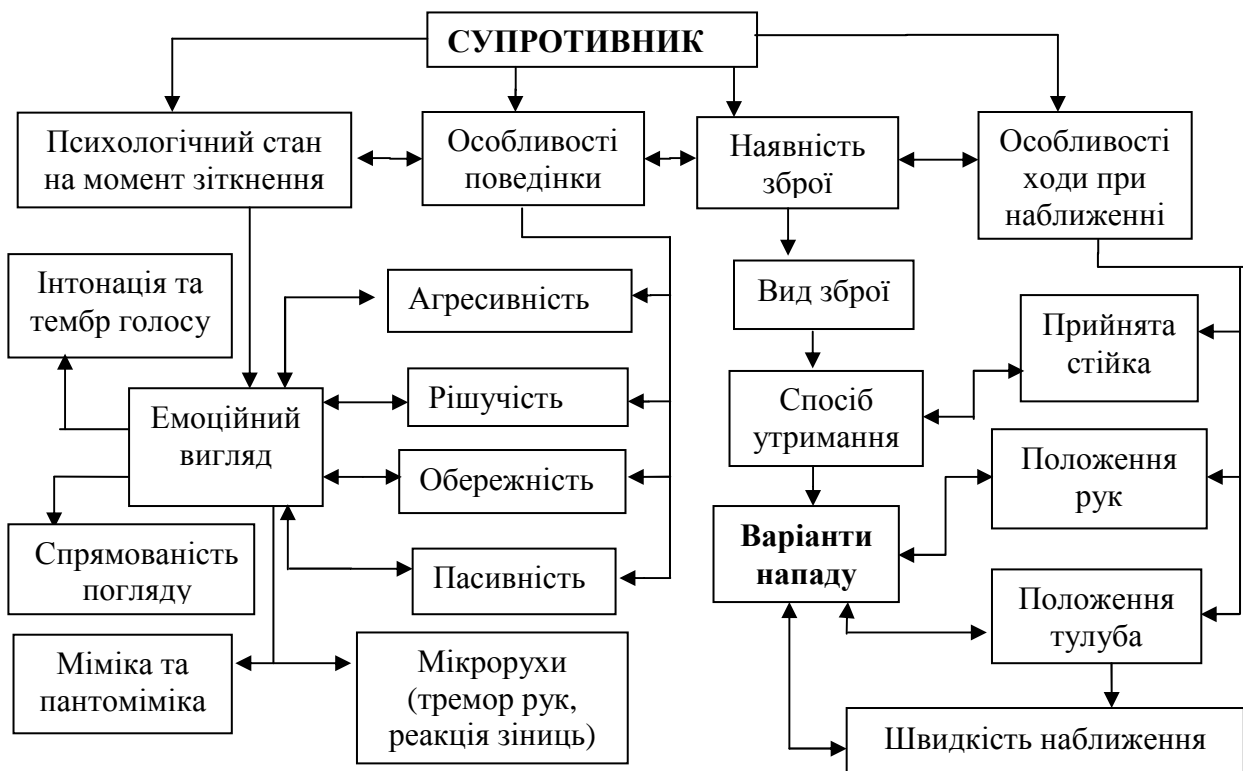 СУПРОТИВНИК
Психологічний стан
на момент зіткнення
Особливості
поведінки
Наявність
зброї
Особливості
ходи при
наближенні
Інтонація та
тембр голосу
Агресивність
Вид зброї
Прийнята
стійка
Емоційний
вигляд
Рішучість
Спосіб
утримання
Обережність
Положення
рук
Спрямованість
погляду
Пасивність
Варіанти
нападу
Положення
тулуба
Міміка та
пантоміміка
Мікрорухи
(тремор рук,
реакція зіниць)
Швидкість наближення